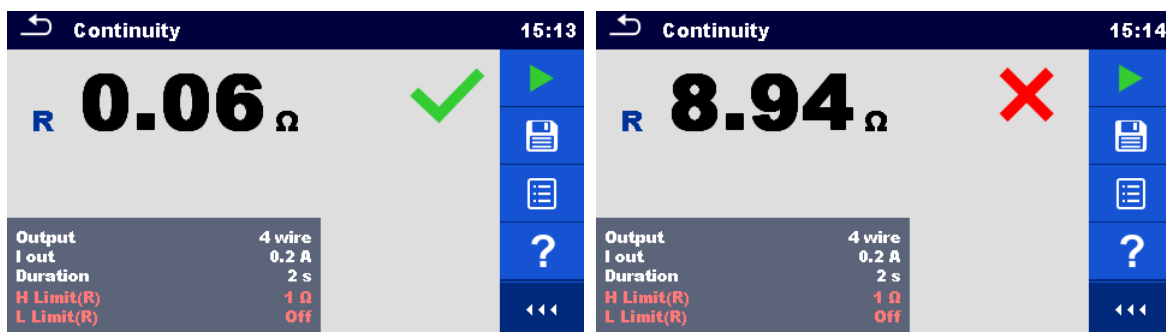 Continuity 15:13
R 0.06 Ω
Output 4 wire
I out 0.2 A
Duration 2 s
H Limit(R) 1 Ω
L Limit(R) Off
?
Continuity 15:14
R 8.94 Ω
Output 4 wire
I out 0.2 A
Duration 2 s
H Limit(R) 1 Ω
L Limit(R) Off
?